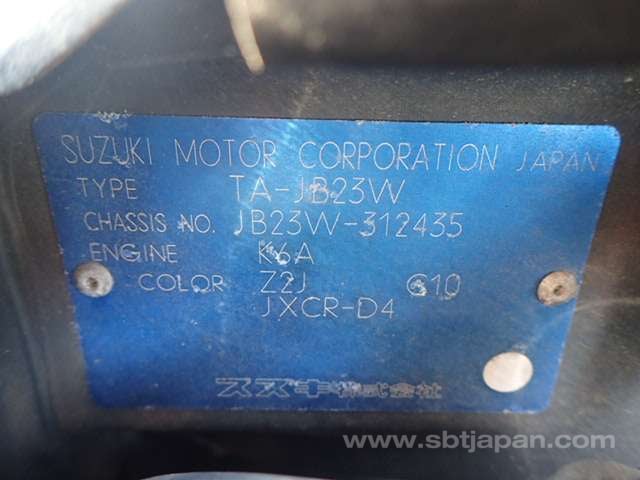 SUZUKI MOTOR CORPORATION JAPAN
TYPE TA-JB23W
CHASSIS NO. JB23W-312435
ENGINE K6A
COLOR Z2J G10
JXCR-D4
スズキ株式会社
www.sbtjapan.com